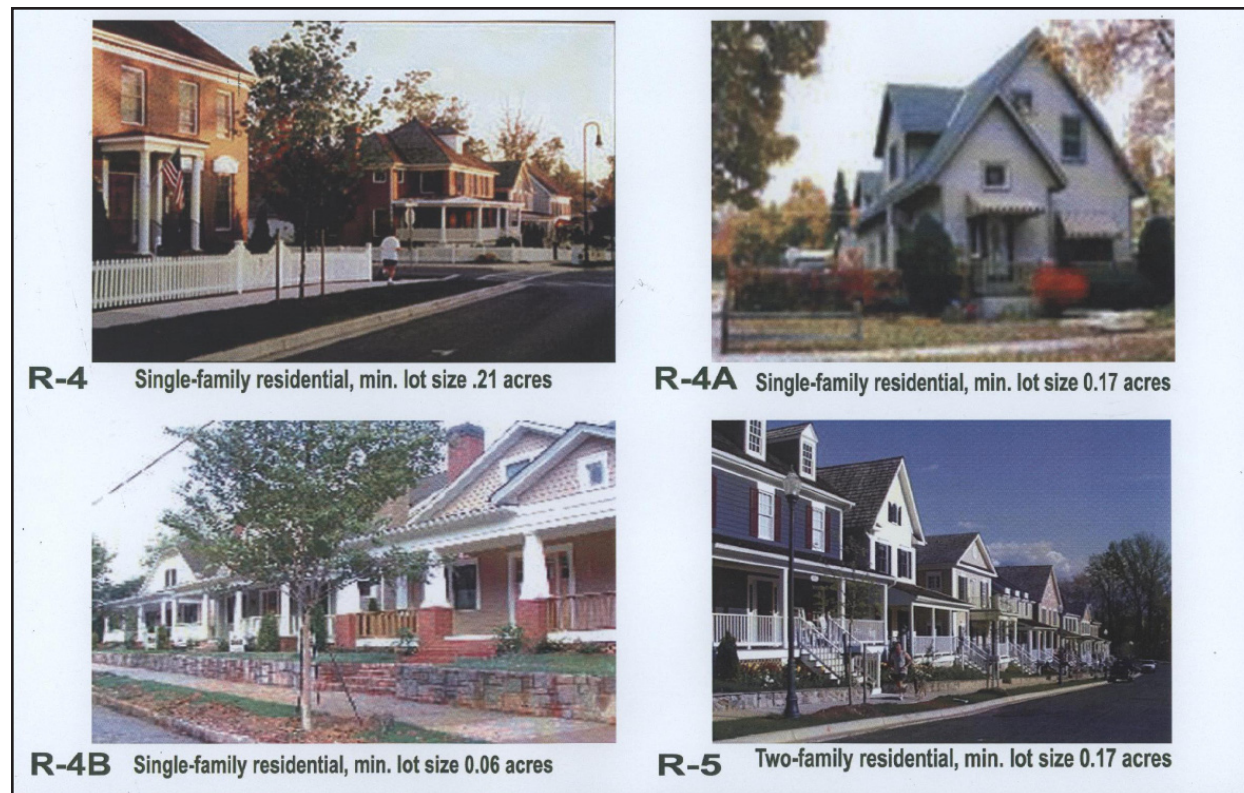 R-4 Single-family residential, min. lot size .21 acres
R-4A Single-family residential, min. lot size 0.17 acres
R-4B Single-family residential, min. lot size 0.06 acres
R-5 Two-family residential, min. lot size 0.17 acres